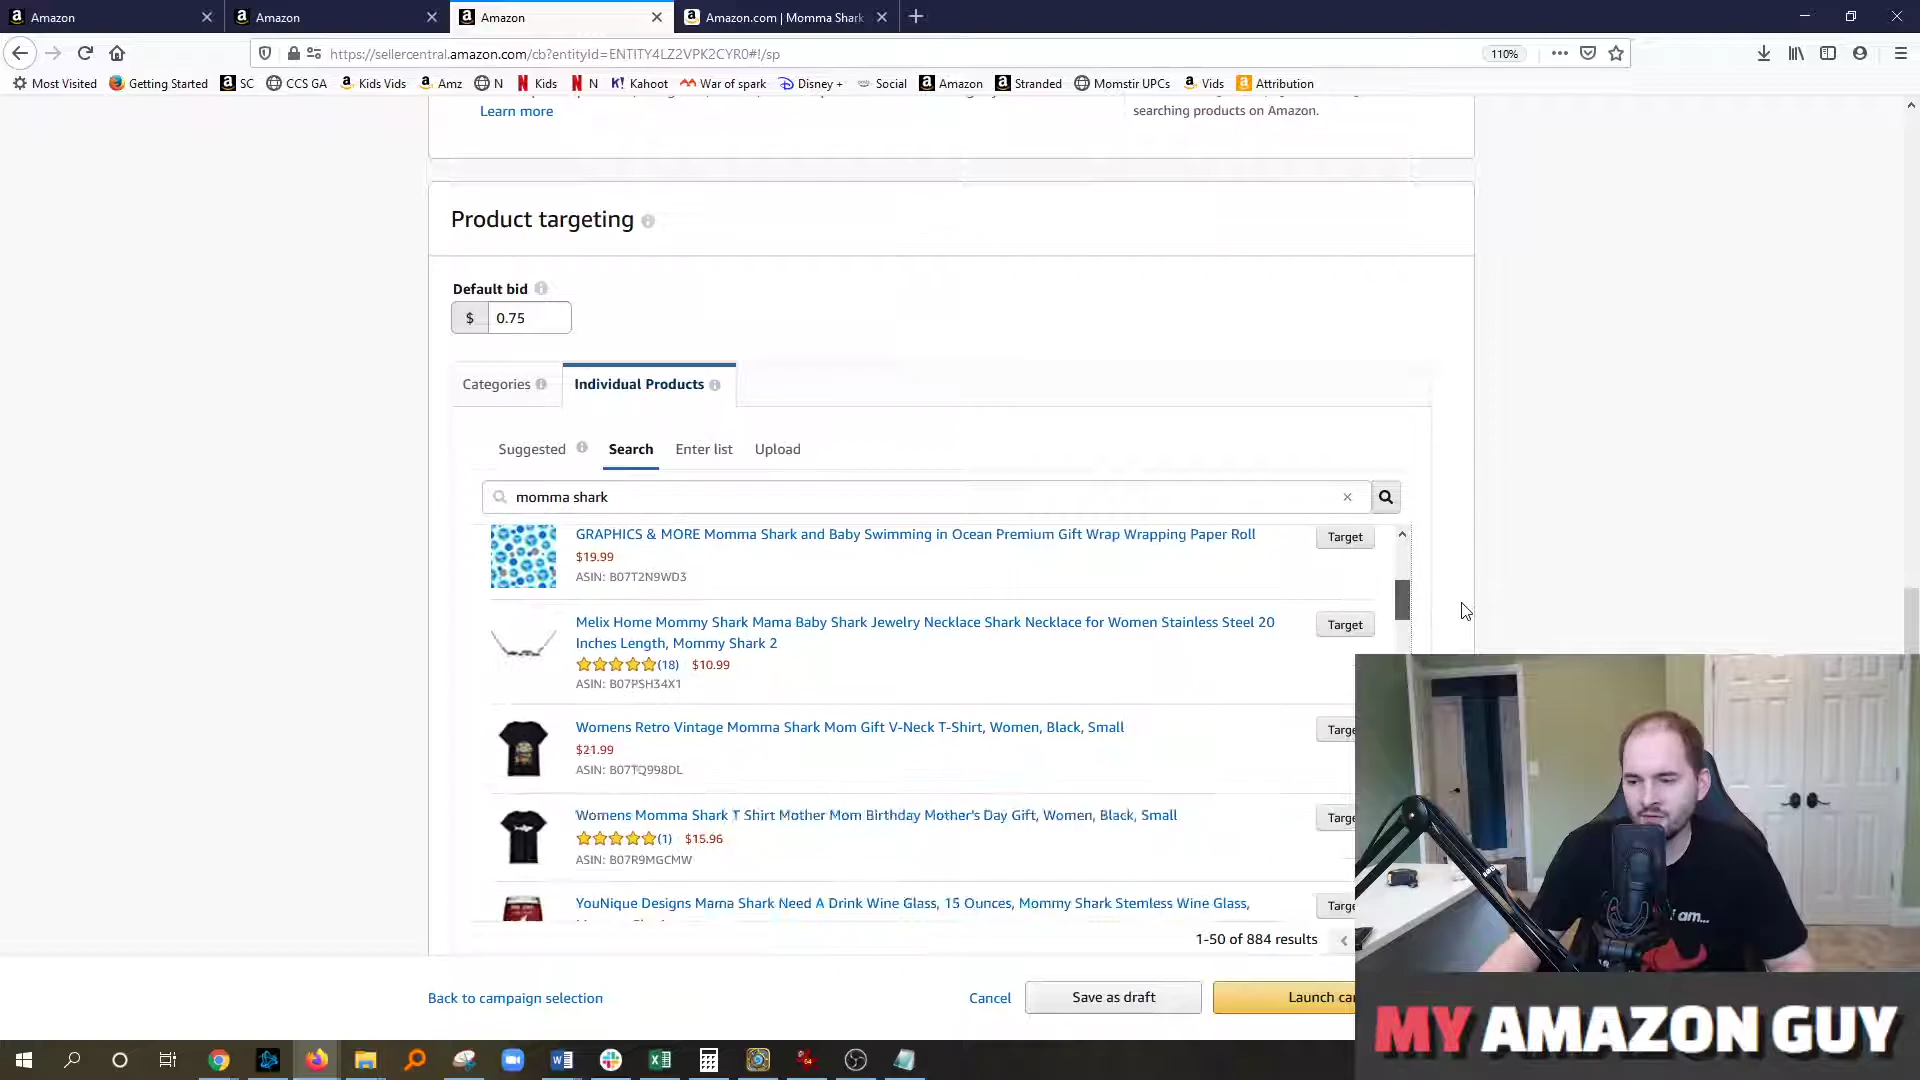 Amazon
Amazon
Amazon
Amazon.com | Momma Shark
https://sellercentral.amazon.com/cb?entityId=ENTITY4LZ2VPK2CYR0#!/sp
110%
Most Visited
Getting Started
SC
CCS GA
Kids Vids
Amz
N
Kids
N
Kahoot
War of spark
Disney +
Social
Amazon
Stranded
Momstir UPCs
Vids
Attribution
Learn more
searching products on Amazon.
Product targeting
Default bid
$ 0.75
Categories
Individual Products
Suggested
Search
Enter list
Upload
momma shark
GRAPHICS & MORE Momma Shark and Baby Swimming in Ocean Premium Gift Wrap Wrapping Paper Roll
$19.99
ASIN: B07T2N9WD3
Target
Melix Home Mommy Shark Mama Baby Shark Jewelry Necklace Shark Necklace for Women Stainless Steel 20
Inches Length, Mommy Shark 2
(18) $10.99
ASIN: B07PSH34X1
Target
Womens Retro Vintage Momma Shark Mom Gift V-Neck T-Shirt, Women, Black, Small
$21.99
ASIN: B07TQ998DL
Targe
Womens Momma Shark T Shirt Mother Mom Birthday Mother's Day Gift, Women, Black, Small
(1) $15.96
ASIN: B07R9MGCMW
Targe
YouNique Designs Mama Shark Need A Drink Wine Glass, 15 Ounces, Mommy Shark Stemless Wine Glass,
Targe
1-50 of 884 results
Back to campaign selection
Cancel
Save as draft
Launch ca
I am...
MY AMAZON GUY